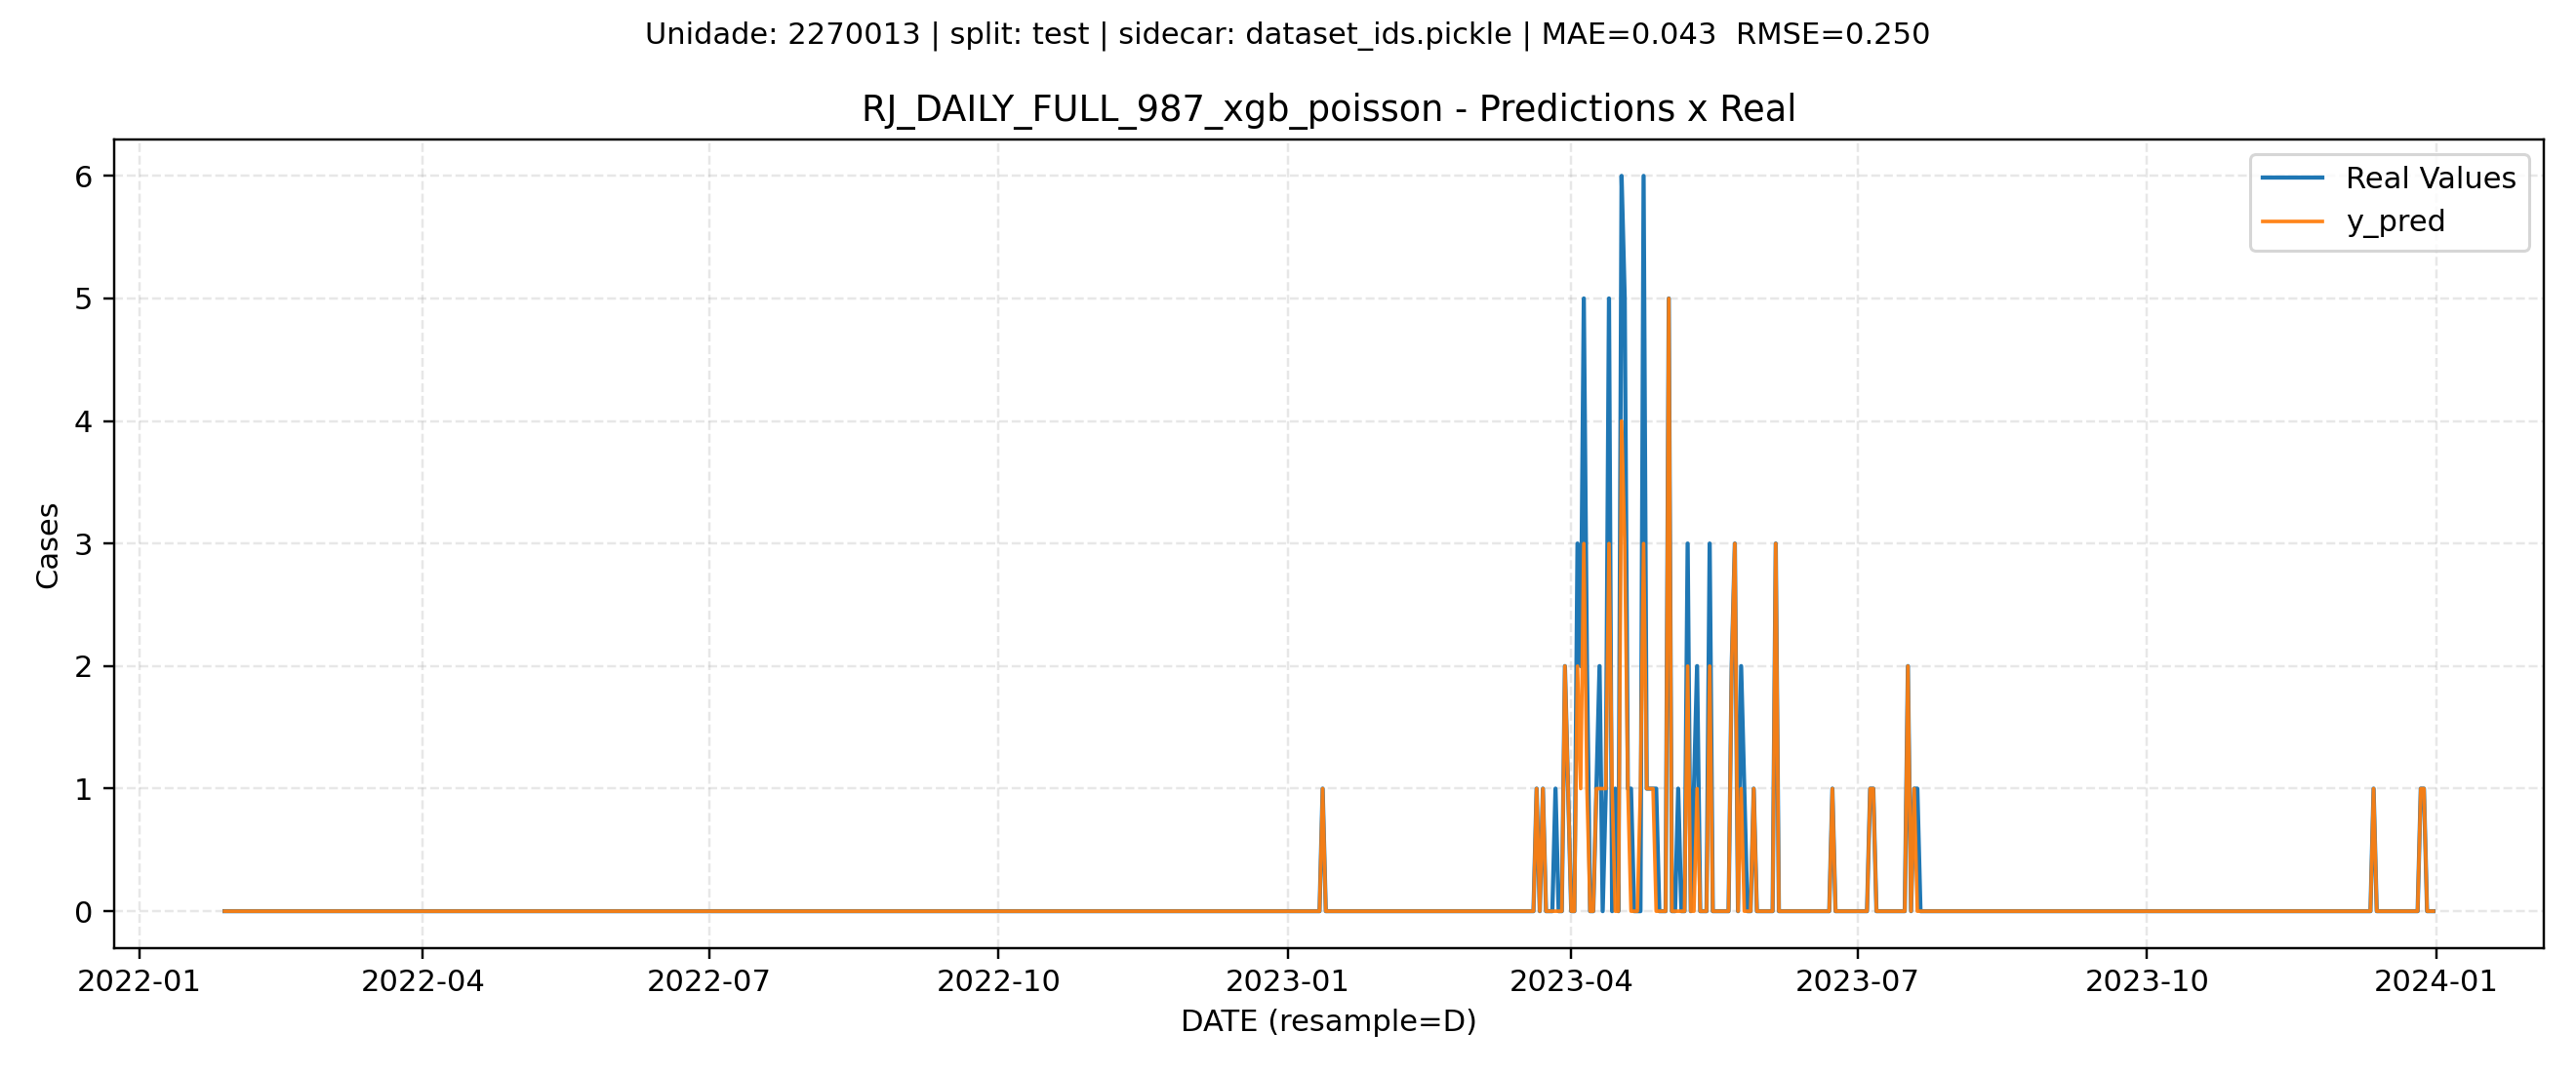 Unidade: 2270013 | split: test | sidecar: dataset_ids.pickle | MAE=0.043  RMSE=0.250
RJ_DAILY_FULL_987_xgb_poisson - Predictions x Real
Real Values
y_pred
6
5
4
3
2
1
0
Cases
2022-01 2022-04 2022-07 2022-10 2023-01 2023-04 2023-07 2023-10 2024-01
DATE (resample=D)